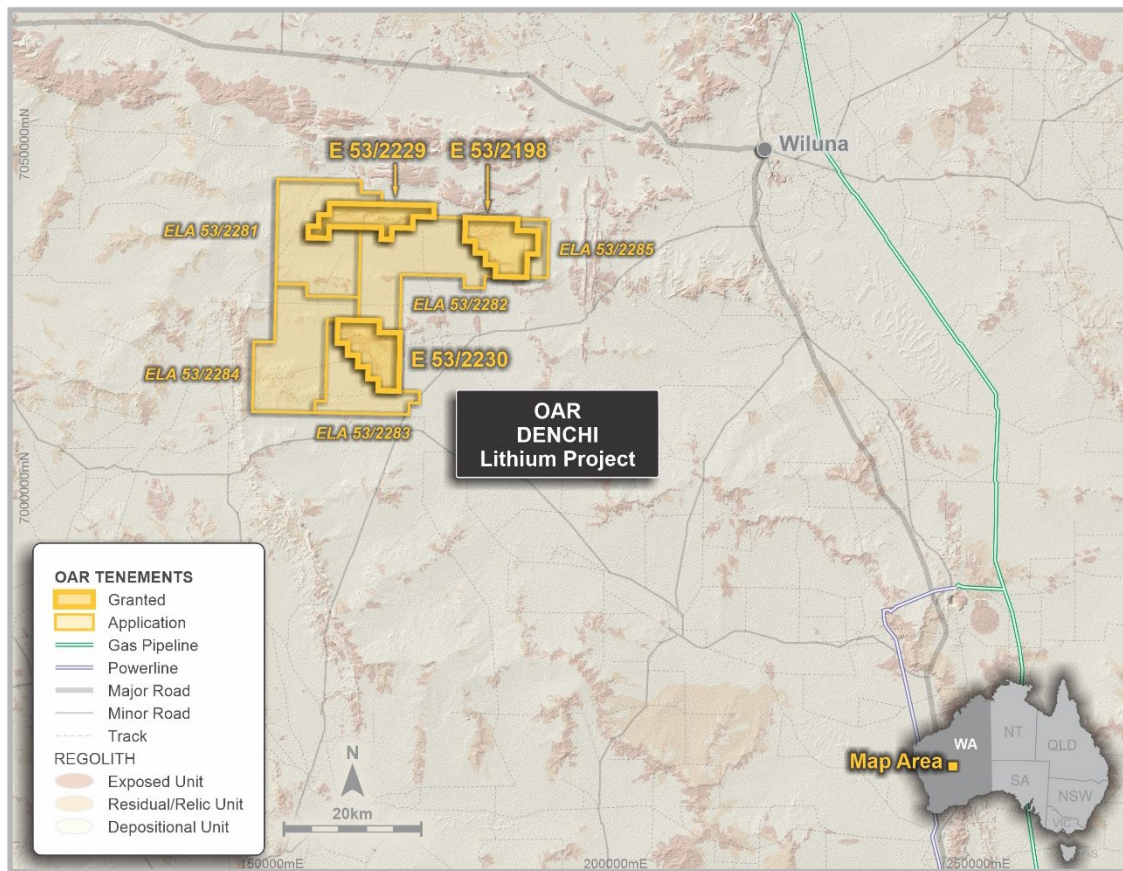 Wiluna
E 53/2229
E 53/2198
ELA 53/2281
ELA 53/2285
ELA 53/2282
E 53/2230
ELA 53/2284
ELA 53/2283
OAR
DENCHI
Lithium Project
7050000mN
7000000mN
OAR TENEMENTS
Granted
Application
Gas Pipeline
Powerline
Major Road
Minor Road
Track
REGOLITH
Exposed Unit
Residual/Relic Unit
Depositional Unit
N
20km
150000mE
200000mE
250000mE
Map Area
WA
NT
QLD
SA
NSW
VIC
TAS